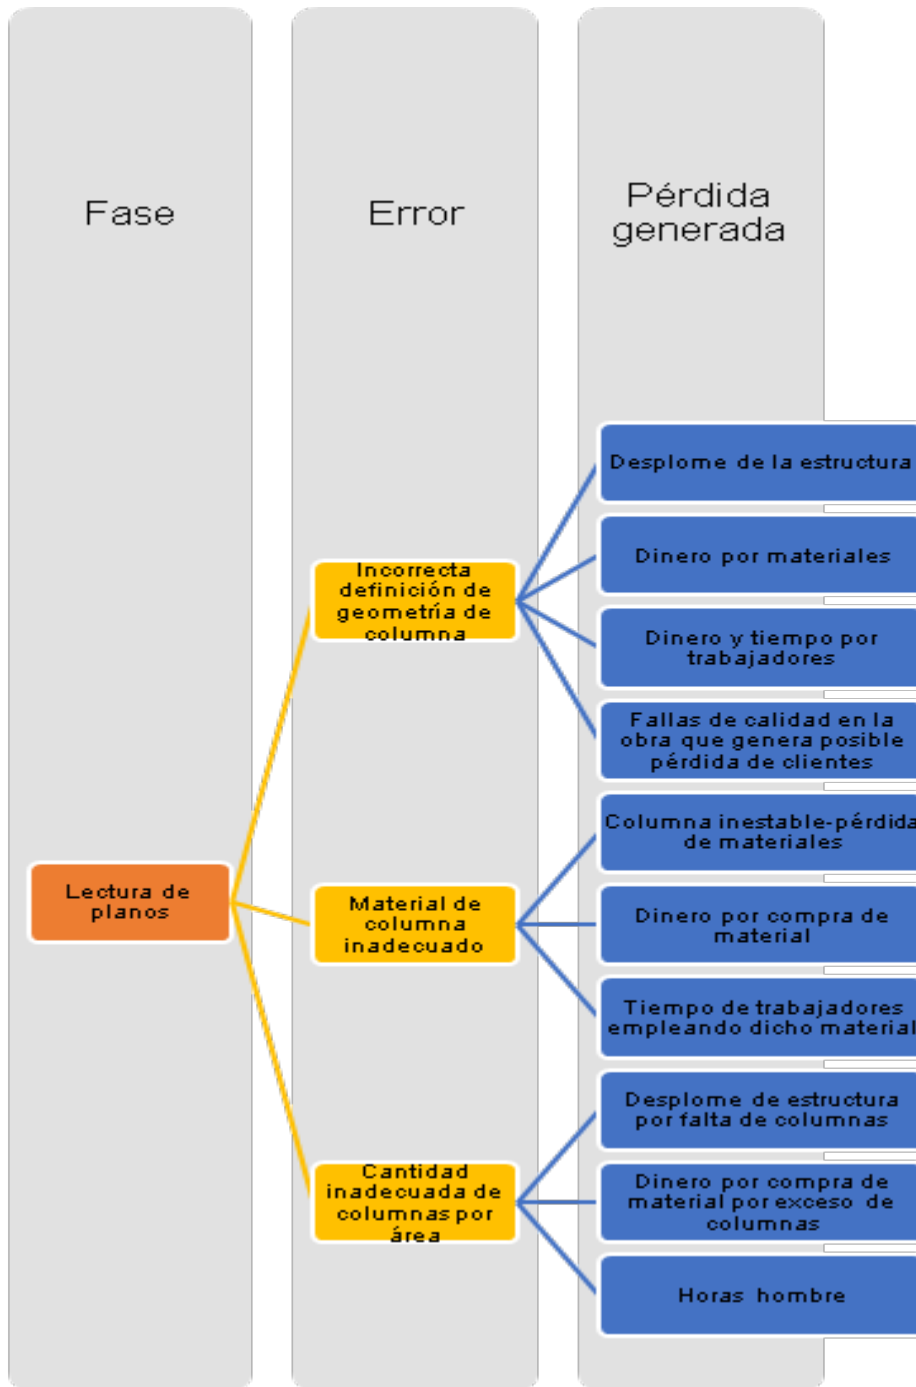 Fase
Error
Pérdida
generada
Lectura de
planos
Incorrecta
definición de
geometría de
columna
Desplome de la estructura
Dinero por materiales
Dinero y tiempo por
trabajadores
Fallas de calidad en la
obra que genera posible
pérdida de clientes
Material de
columna
inadecuado
Columna inestable-pérdida
de materiales
Dinero por compra de
material
Tiempo de trabajadores
empleando dicho material
Cantidad
inadecuada de
columnas por
área
Desplome de estructura
por falta de columnas
Dinero por compra de
material por exceso de
columnas
Horas hombre